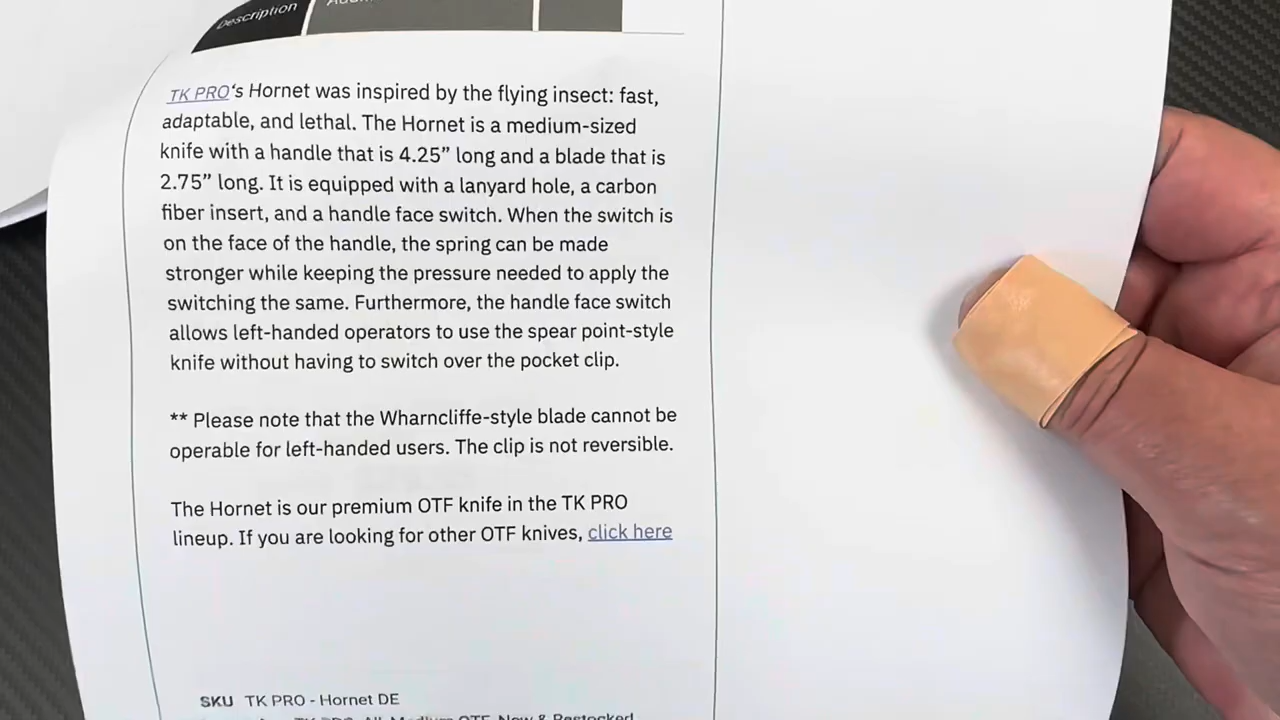 Description
TK PRO‘s Hornet was inspired by the flying insect: fast,
adaptable, and lethal. The Hornet is a medium-sized
knife with a handle that is 4.25” long and a blade that is
2.75” long. It is equipped with a lanyard hole, a carbon
fiber insert, and a handle face switch. When the switch is
on the face of the handle, the spring can be made
stronger while keeping the pressure needed to apply the
switching the same. Furthermore, the handle face switch
allows left-handed operators to use the spear point-style
knife without having to switch over the pocket clip.
** Please note that the Wharncliffe-style blade cannot be
operable for left-handed users. The clip is not reversible.
The Hornet is our premium OTF knife in the TK PRO
lineup. If you are looking for other OTF knives, click here
SKU TK PRO - Hornet DE
TK PRO, All, Medium OTF, New & Restocked